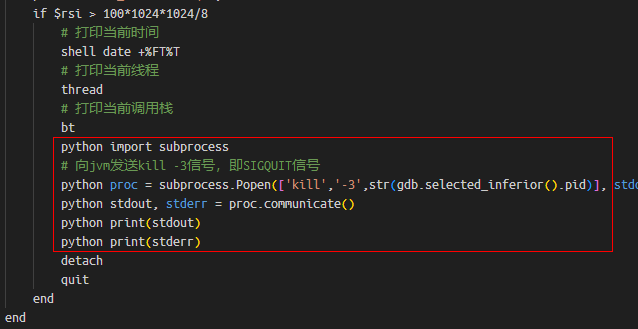 if $rsi > 100*1024*1024/8
# 打印当前时间
shell date +%FT%T
# 打印当前线程
thread
# 打印当前调用栈
bt
python import subprocess
# 向jvm发送kill -3信号，即SIGQUIT信号
python proc = subprocess.Popen(['kill','-3',str(gdb.selected_inferior().pid)],
python stdout, stderr = proc.communicate()
python print(stdout)
python print(stderr)
detach
quit
end
end